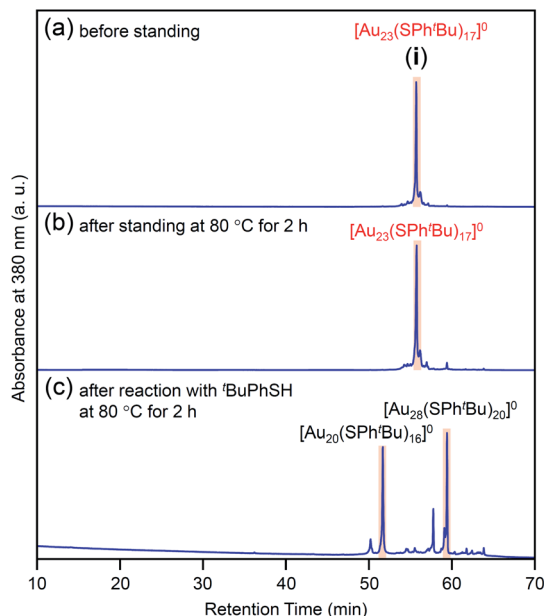 (a) before standing
[Au₂₃(SPhᵗBu)₁₇]⁰
(i)
(b) after standing at 80 °C for 2 h
[Au₂₃(SPhᵗBu)₁₇]⁰
(c) after reaction with ᵗBuPhSH
at 80 °C for 2 h
[Au₂₈(SPhᵗBu)₂₀]⁰
[Au₂₀(SPhᵗBu)₁₆]⁰
Absorbance at 380 nm (a. u.)
10 20 30 40 50 60 70
Retention Time (min)